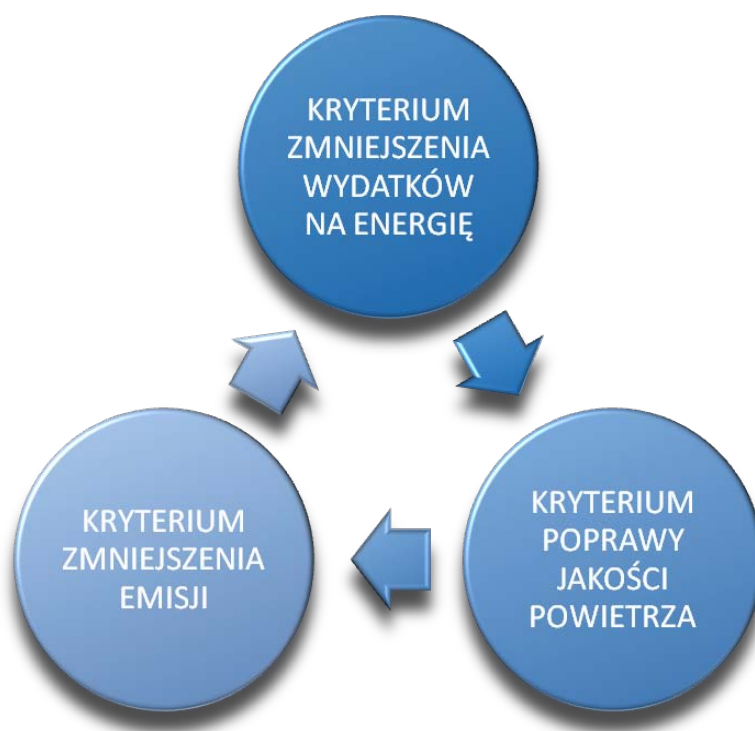 KRYTERIUM
ZMNIEJSZENIA
WYDATKÓW
NA ENERGIĘ
KRYTERIUM
POPRAWY
JAKOŚCI
POWIETRZA
KRYTERIUM
ZMNIEJSZENIA
EMISJI